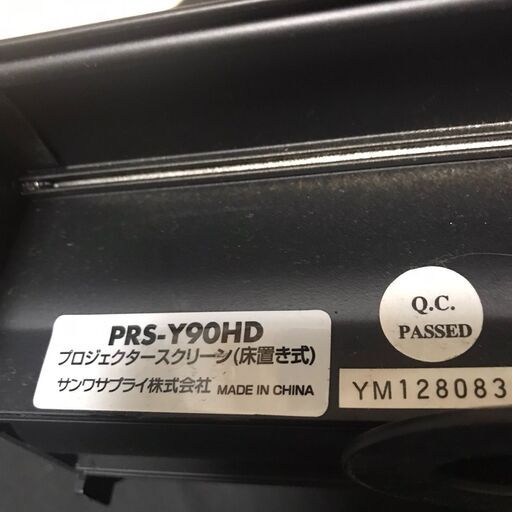 PRS-Y90HD
プロジェクタースクリーン(床置き式)
サンワサプライ株式会社 MADE IN CHINA
Q.C.
PASSED
YM128083